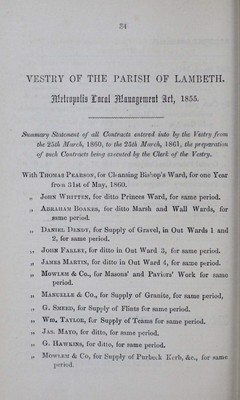 94
VESTRY OF THE PARISH OF LAMBETH.
Metropolis Local Management Act, 1855.
Summary Statement of all Contracts entered into by the Vestry from
the 25th March, 1860, to the 25th March, 1861, the preparation
of such Contracts being executed by the Clerk of the Vestry.
With THOMAS PEARSON, for Cleansing Bishop's Ward, for one Year
from 31st of May, 1860.
„ JOHN WHITTEN, for ditto Princes Ward, for same period.
„ ABRAHAM BOAKES, for ditto Marsh and Wall Wards, for
same period.
„ DANIEL DENDY, for Supply of Gravel, in Out Wards 1 and
2, for same period.
„ JOHN FARLEY, for ditto in Out Ward 3, for same period.
„ JAMES MARTIN, for ditto in Out Ward 4, for same period.
„ MOWLEM & Co., for Masons' and Paviors' Work for same
period.
„ MANUELLE & Co., for Supply of Granite, for same period.
„ G. SHEED, for Supply of Flints for same period.
„ Wm. TAYLOR, for Supply of Teams for same period.
„ JAS. MAYO, for ditto, for same period.
„ G. HAWKINS, for ditto, for same period.
„ MOWLEM & Co, for Supply of Purbeck Kerb, &c., for same
period.